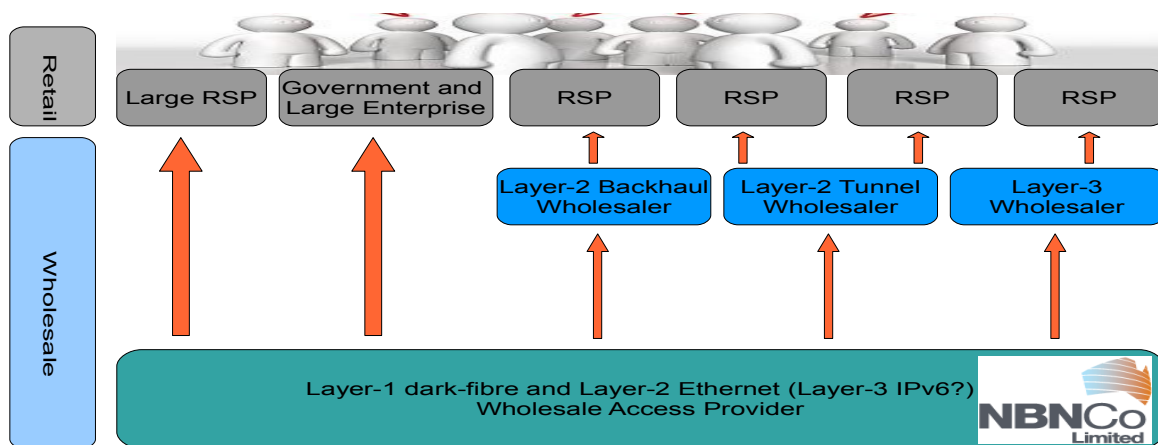 Retail
Large RSP
Government and
Large Enterprise
RSP
RSP
RSP
RSP
Wholesale
Layer-2 Backhaul
Wholesaler
Layer-2 Tunnel
Wholesaler
Layer-3
Wholesaler
Layer-1 dark-fibre and Layer-2 Ethernet (Layer-3 IPv6?)
Wholesale Access Provider
NBNCo
Limited